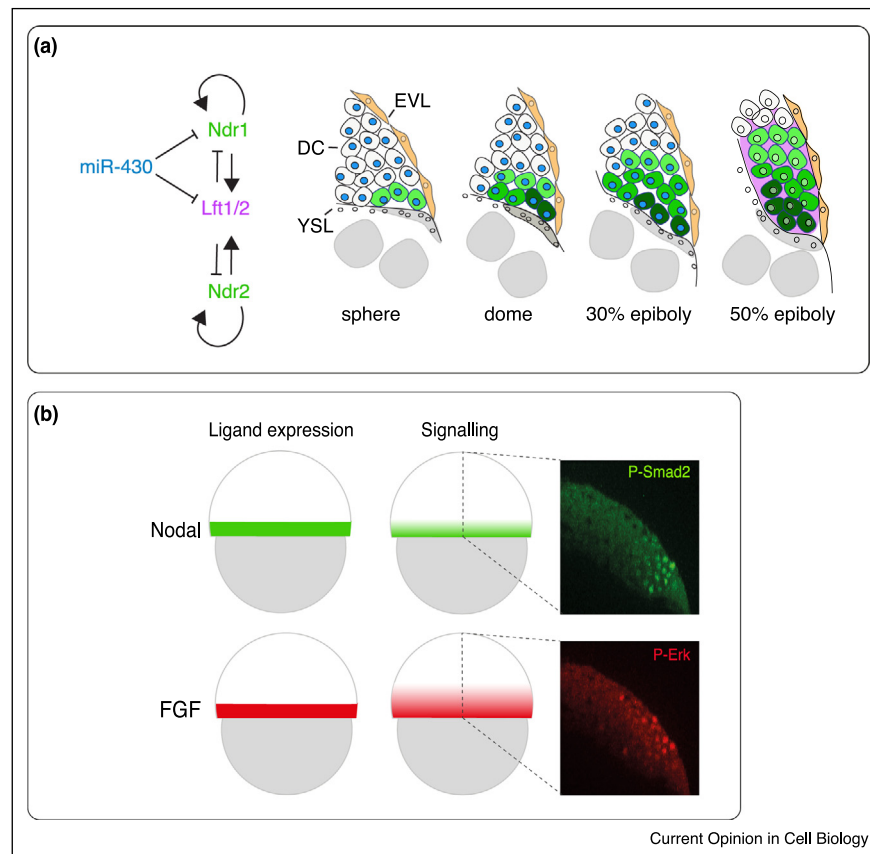 (a)
Ndr1
miR-430
Lft1/2
Ndr2
EVL
DC
YSL
sphere
dome
30% epiboly
50% epiboly
(b)
Ligand expression
Signalling
Nodal
P-Smad2
FGF
P-Erk
Current Opinion in Cell Biology